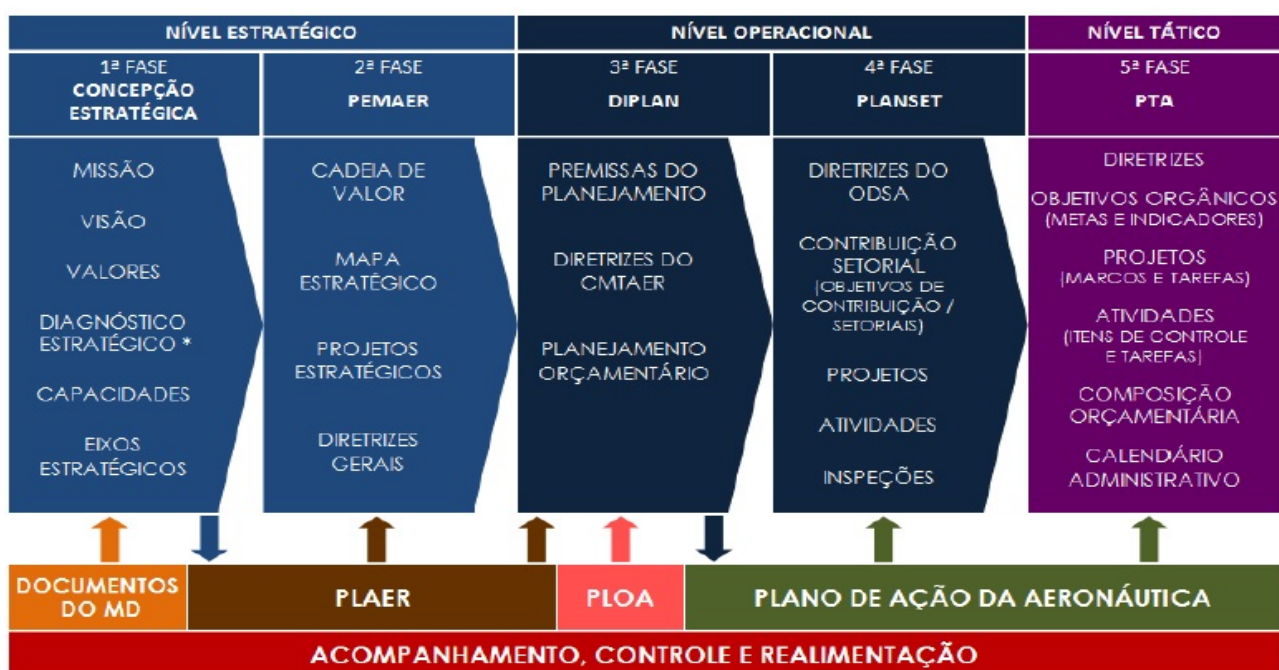 NÍVEL ESTRATÉGICO
NÍVEL OPERACIONAL
NÍVEL TÁTICO
1ª FASE
CONCEPÇÃO
ESTRATÉGICA
2ª FASE
PEMAER
3ª FASE
DIPLAN
4ª FASE
PLANSET
5ª FASE
PTA
MISSÃO
VISÃO
VALORES
DIAGNÓSTICO
ESTRATÉGICO *
CAPACIDADES
EIXOS
ESTRATÉGICOS
CADEIA DE
VALOR
MAPA
ESTRATÉGICO
PROJETOS
ESTRATÉGICOS
DIRETRIZES
GERAIS
PREMISSAS DO
PLANEJAMENTO
DIRETRIZES DO
CMTAER
PLANEJAMENTO
ORÇAMENTÁRIO
DIRETRIZES DO
ODSA
CONTRIBUIÇÃO
SETORIAL
(OBJETIVOS DE
CONTRIBUIÇÃO /
SETORIAIS)
PROJETOS
ATIVIDADES
INSPEÇÕES
DIRETRIZES
OBJETIVOS ORGÂNICOS
(METAS E INDICADORES)
PROJETOS
(MARCOS E TAREFAS)
ATIVIDADES
(ITENS DE CONTROLE
E TAREFAS)
COMPOSIÇÃO
ORÇAMENTÁRIA
CALENDÁRIO
ADMINISTRATIVO
DOCUMENTOS
DO MD
PLAER
PLOA
PLANO DE AÇÃO DA AERONÁUTICA
ACOMPANHAMENTO, CONTROLE E REALIMENTAÇÃO